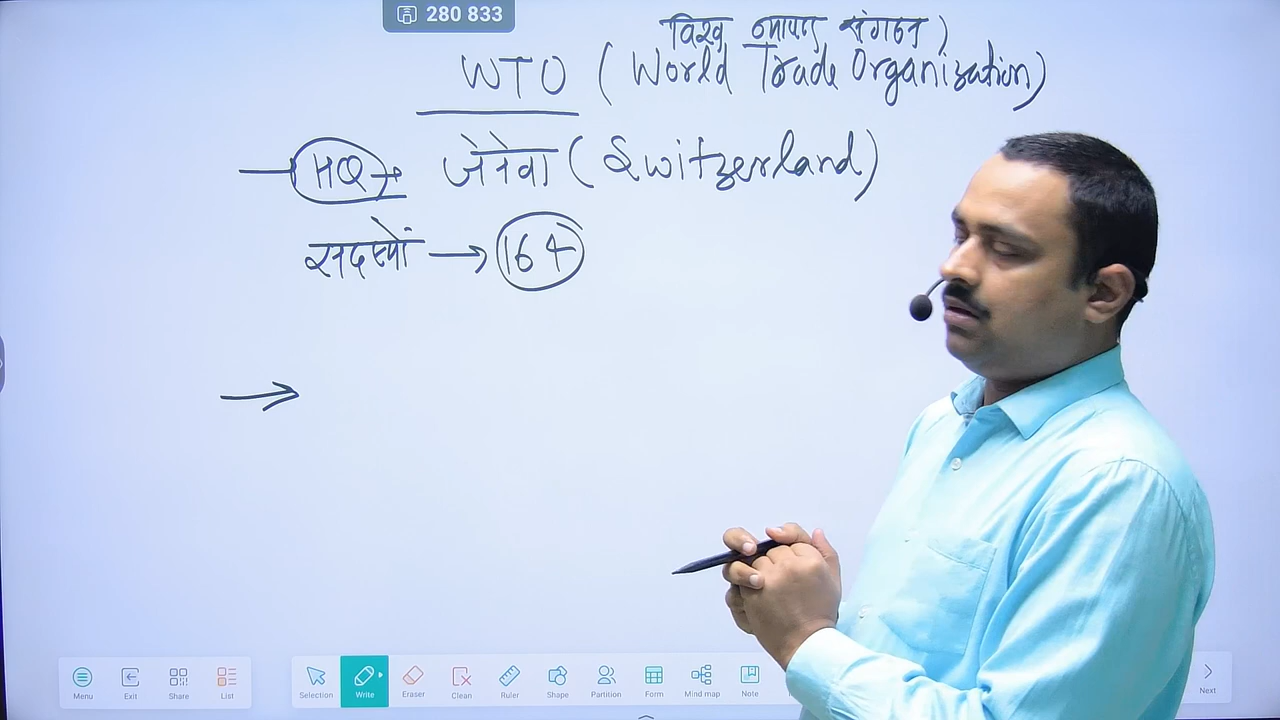 280 833
विश्व व्यापार संगठन)
WTO (World Trade Organization)
HQ → जेनेवा (Switzerland)
सदस्यों → 164
→
Menu Exit Share List Selection Write Eraser Clean Ruler Shape Partition Form Mind map Note Next